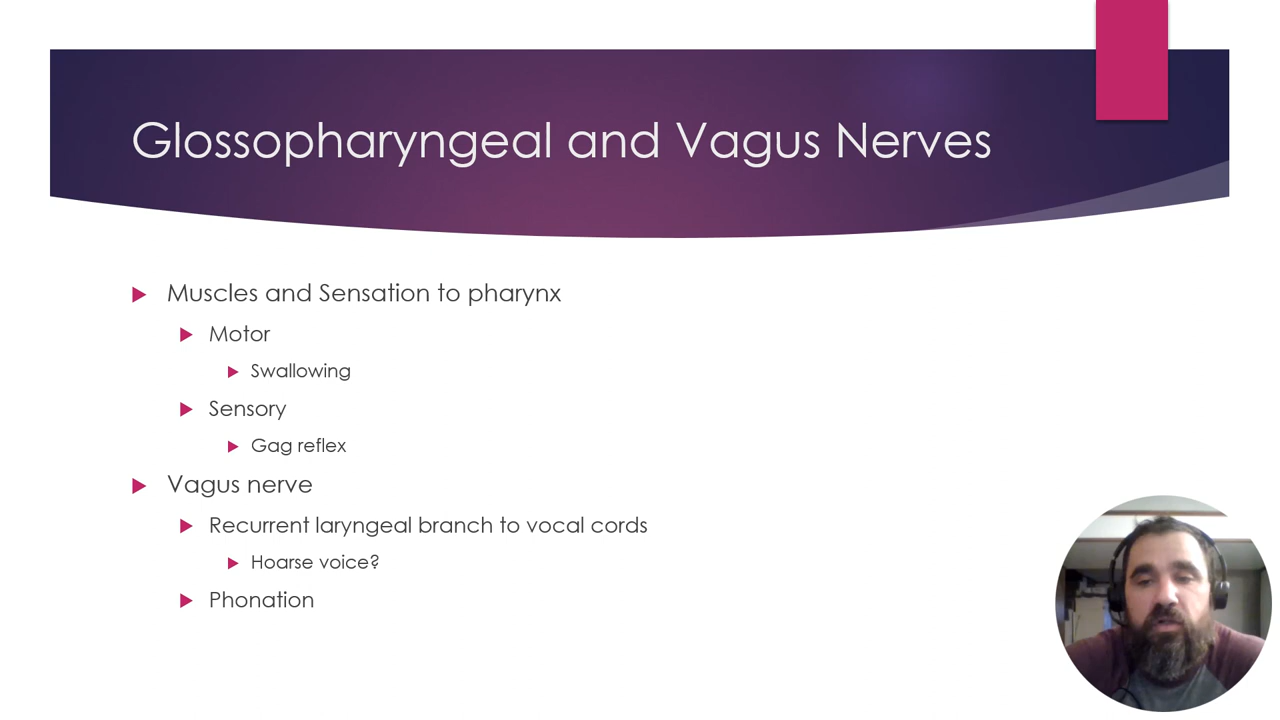 Glossopharyngeal and Vagus Nerves
Muscles and Sensation to pharynx
Motor
Swallowing
Sensory
Gag reflex
Vagus nerve
Recurrent laryngeal branch to vocal cords
Hoarse voice?
Phonation